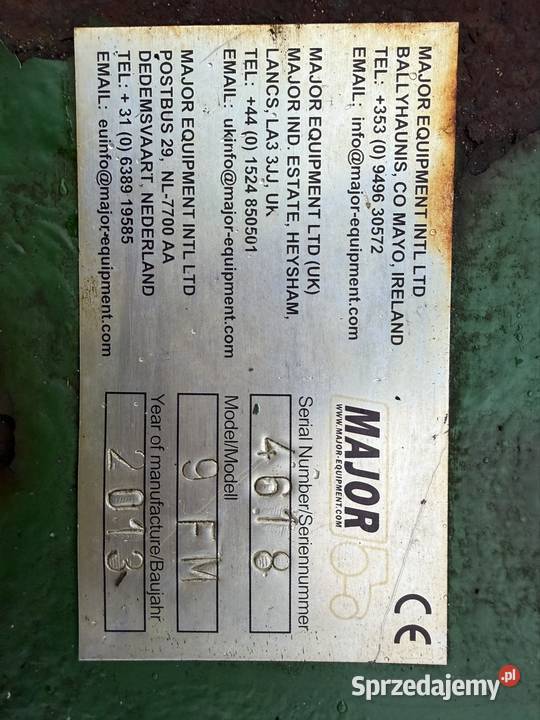 MAJOR EQUIPMENT INTL LTD
BALLYHAUNIS, CO MAYO, IRELAND
TEL: +353 (0) 9496 30572
EMAIL: info@major-equipment.com
MAJOR EQUIPMENT LTD (UK)
MAJOR IND. ESTATE, HEYSHAM,
LANCS, LA3 3JJ, UK
TEL: +44 (0) 1524 850501
EMAIL: ukinfo@major-equipment.com
MAJOR EQUIPMENT INTL LTD
POSTBUS 29, NL-7700 AA
DEDEMSVAART, NEDERLAND
TEL: + 31 (0) 6389 19585
EMAIL: euinfo@major-equipment.com
CE
MAJOR
WWW.MAJOR-EQUIPMENT.COM
Serial Number/Seriennummer
4618
Model/Modell
9 FM
Year of manufacture/Baujahr
2013
Sprzedajemy.pl